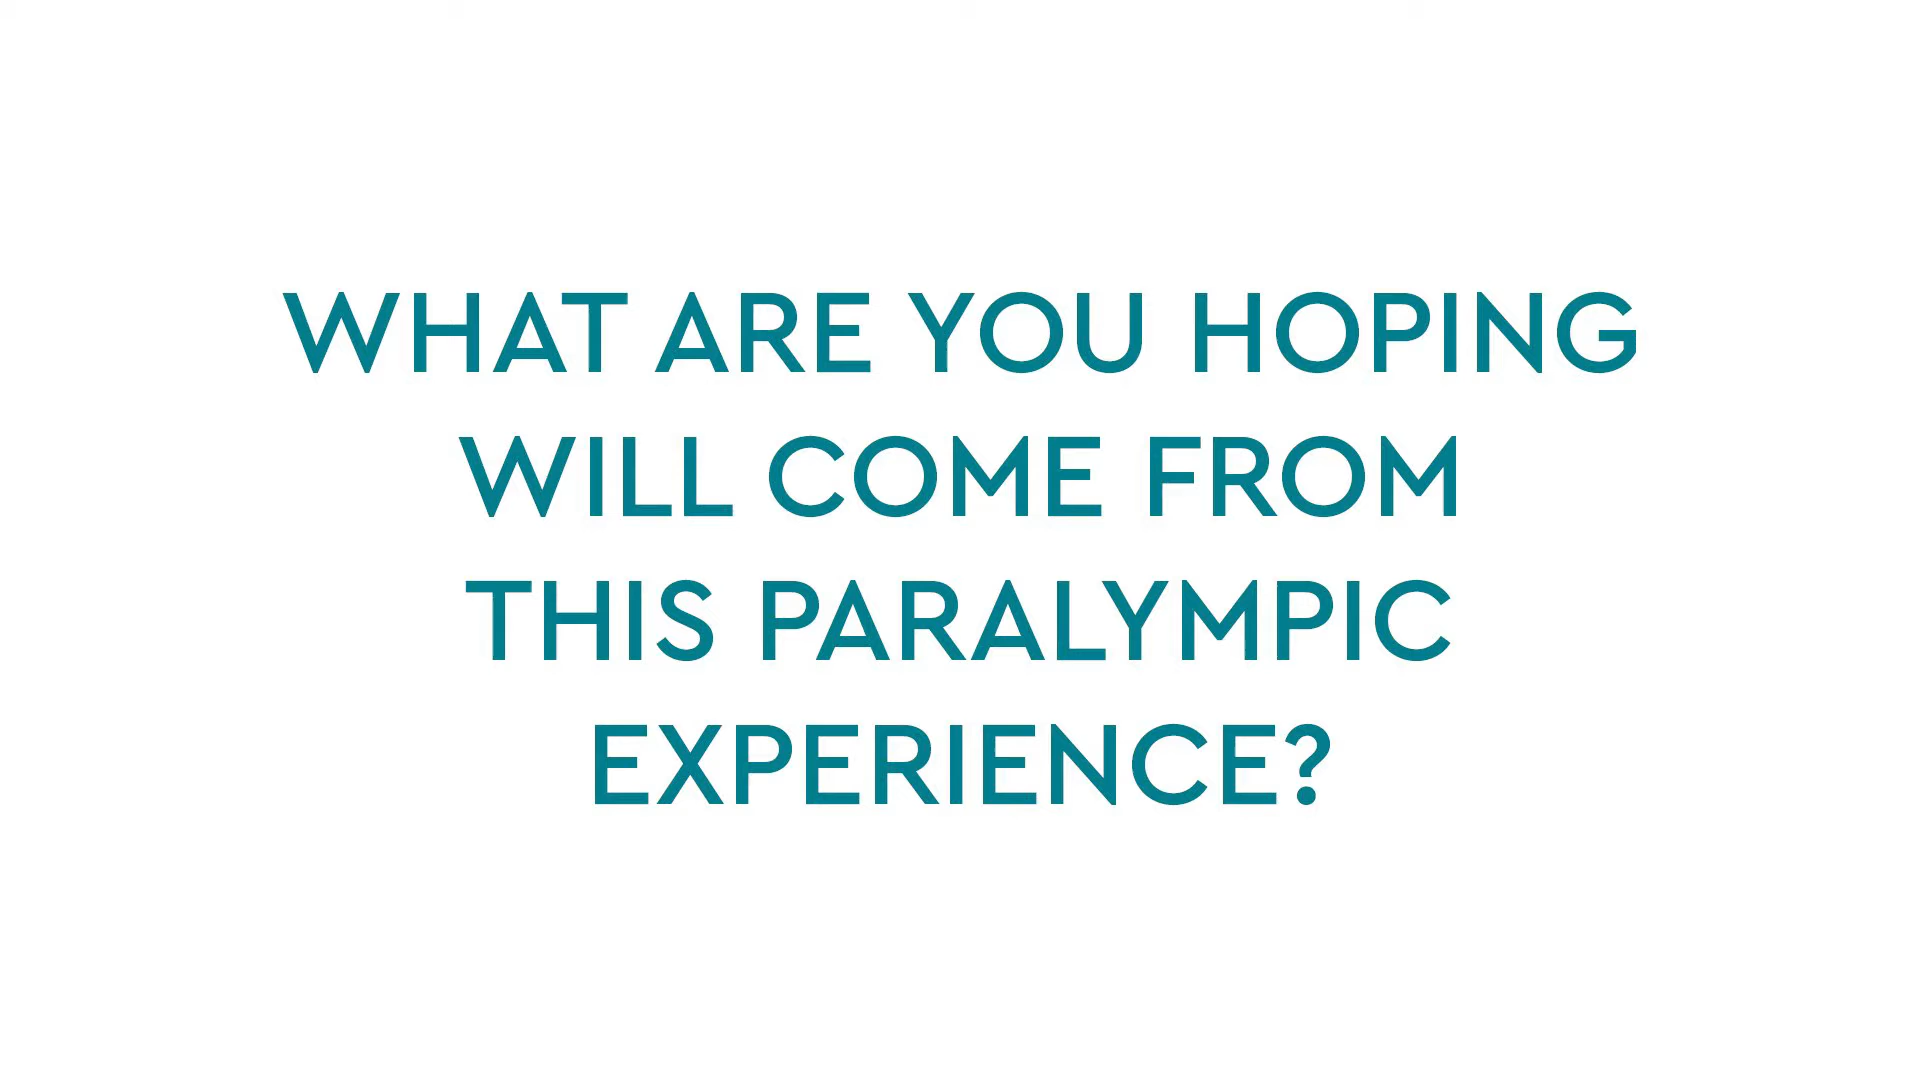 WHAT ARE YOU HOPING
WILL COME FROM
THIS PARALYMPIC
EXPERIENCE?